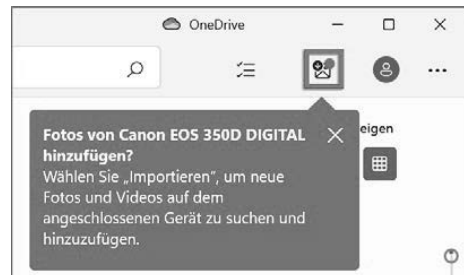 OneDrive
eigen
Fotos von Canon EOS 350D DIGITAL
hinzufügen?
Wählen Sie „Importieren", um neue
Fotos und Videos auf dem
angeschlossenen Gerät zu suchen und
hinzuzufügen.